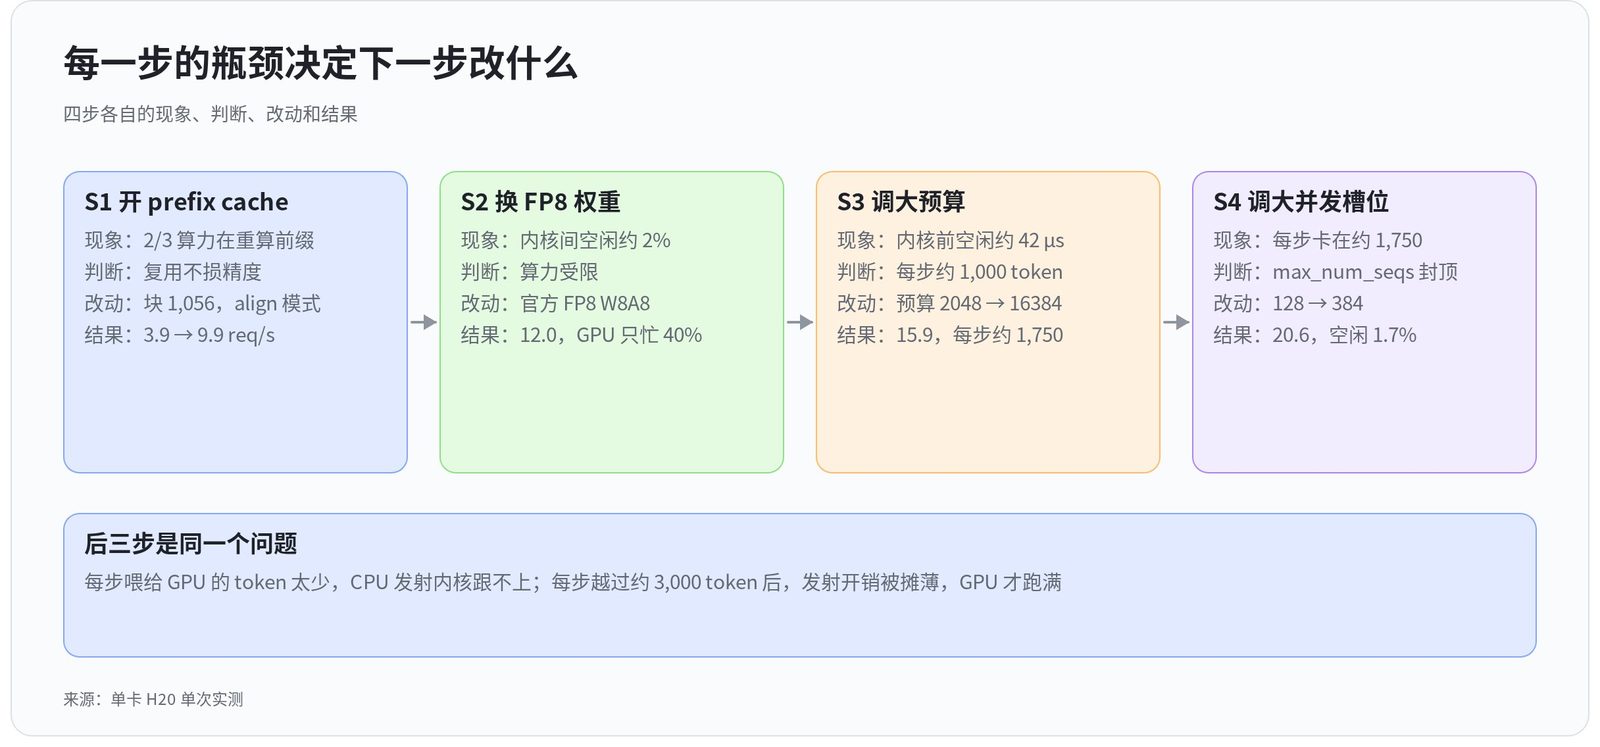 每一步的瓶颈决定下一步改什么
四步各自的现象、判断、改动和结果
S1 开 prefix cache
现象：2/3 算力在重算前缀
判断：复用不损精度
改动：块 1,056，align 模式
结果：3.9 → 9.9 req/s
S2 换 FP8 权重
现象：内核间空闲约 2%
判断：算力受限
改动：官方 FP8 W8A8
结果：12.0，GPU 只忙 40%
S3 调大预算
现象：内核前空闲约 42 µs
判断：每步约 1,000 token
改动：预算 2048 → 16384
结果：15.9，每步约 1,750
S4 调大并发槽位
现象：每步卡在约 1,750
判断：max_num_seqs 封顶
改动：128 → 384
结果：20.6，空闲 1.7%
后三步是同一个问题
每步喂给 GPU 的 token 太少，CPU 发射内核跟不上；每步越过约 3,000 token 后，发射开销被摊薄，GPU 才跑满
来源：单卡 H20 单次实测